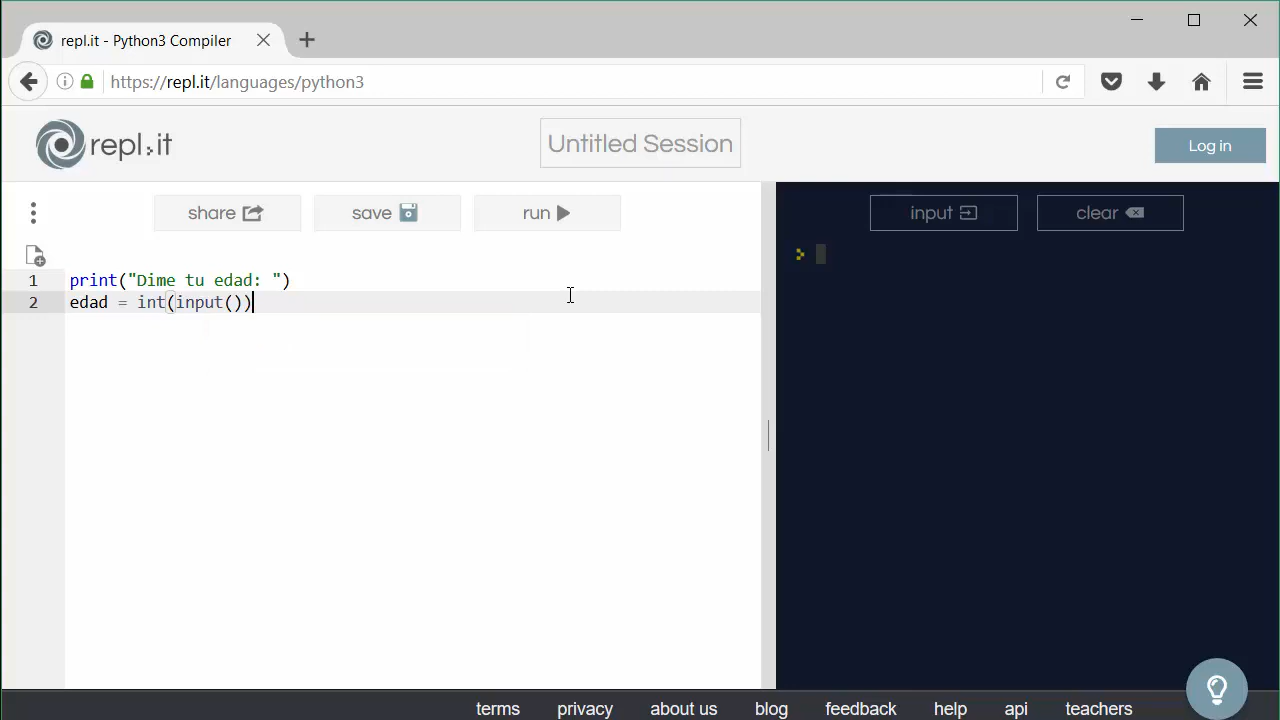 repl.it - Python3 Compiler
https://repl.it/languages/python3
repl.it
Untitled Session
Log in
share
save
run
input
clear
1 print("Dime tu edad: ")
2 edad = int(input())
>
terms privacy about us blog feedback help api teachers